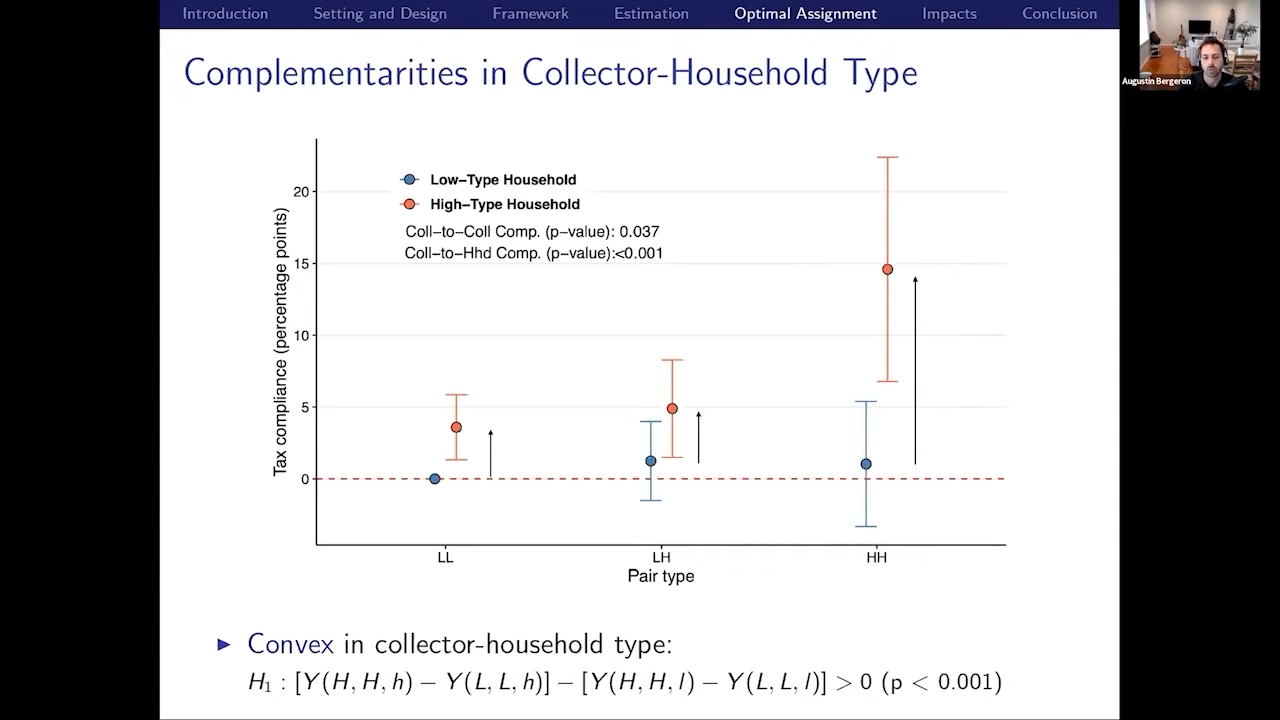 Introduction Setting and Design Framework Estimation Optimal Assignment Impacts Conclusion
Augustin Bergeron
Complementarities in Collector-Household Type
Low−Type Household
High−Type Household
Coll−to−Coll Comp. (p−value): 0.037
Coll−to−Hhd Comp. (p−value):<0.001
Tax compliance (percentage points)
20
15
10
5
0
LL LH HH
Pair type
▶ Convex in collector-household type:
H₁ : [Y(H, H, h) − Y(L, L, h)] − [Y(H, H, l) − Y(L, L, l)] > 0 (p < 0.001)